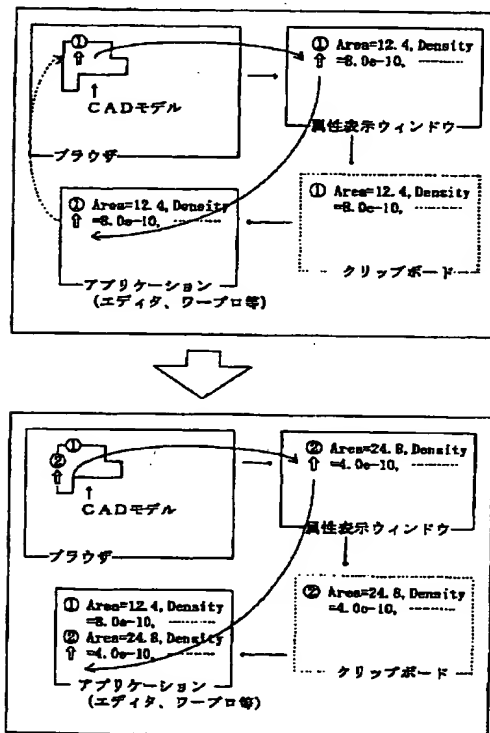 ①
⇧
CADモデル
ブラウザ
① Area=12.4, Density
⇧ =8.0e-10,
属性表示ウィンドウ
① Area=12.4, Density
⇧ =8.0e-10,
アプリケーション
(エディタ、ワープロ等)
① Area=12.4, Density
=8.0e-10,
クリップボード
①
②
⇧
CADモデル
ブラウザ
② Area=24.8, Density
⇧ =4.0e-10,
属性表示ウィンドウ
① Area=12.4, Density
=8.0e-10,
② Area=24.8, Density
⇧ =4.0e-10,
アプリケーション
(エディタ、ワープロ等)
② Area=24.8, Density
=4.0e-10,
クリップボード